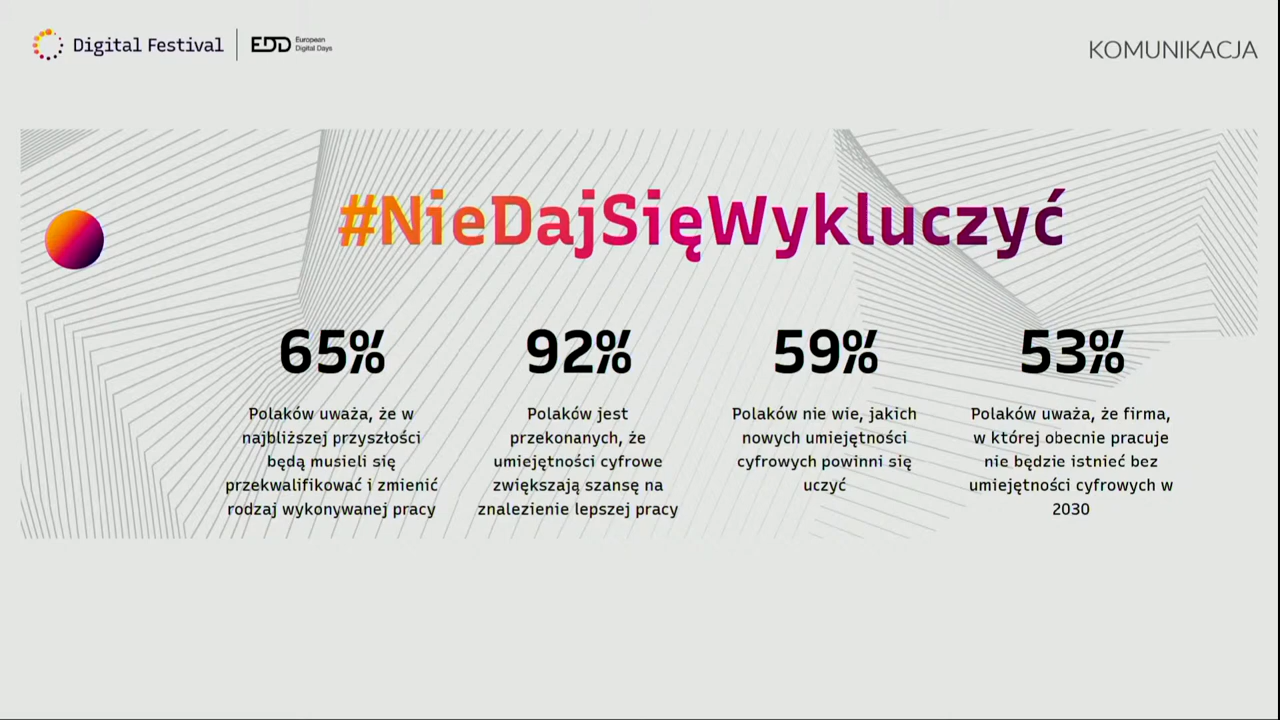 Digital Festival
EDD European
Digital Days
KOMUNIKACJA
#NieDajSięWykluczyć
65%
Polaków uważa, że w
najbliższej przyszłości
będą musieli się
przekwalifikować i zmienić
rodzaj wykonywanej pracy
92%
Polaków jest
przekonanych, że
umiejętności cyfrowe
zwiększają szansę na
znalezienie lepszej pracy
59%
Polaków nie wie, jakich
nowych umiejętności
cyfrowych powinni się
uczyć
53%
Polaków uważa, że firma,
w której obecnie pracuje
nie będzie istnieć bez
umiejętności cyfrowych w
2030